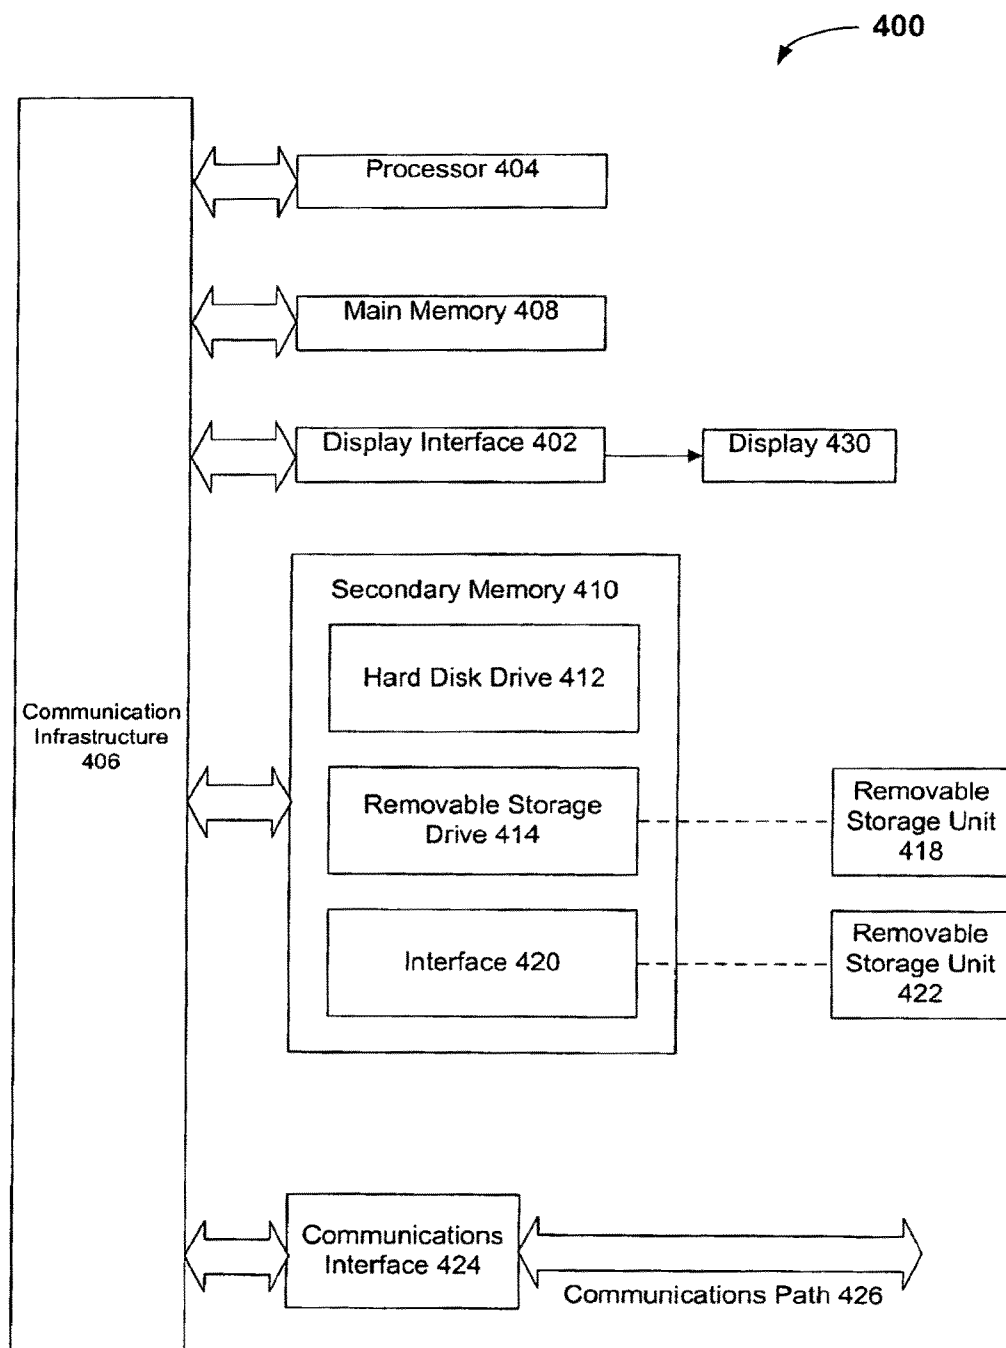 400
Processor 404
Main Memory 408
Display Interface 402
Display 430
Secondary Memory 410
Hard Disk Drive 412
Communication
Infrastructure
406
Removable Storage
Drive 414
Removable
Storage Unit
418
Interface 420
Removable
Storage Unit
422
Communications
Interface 424
Communications Path 426